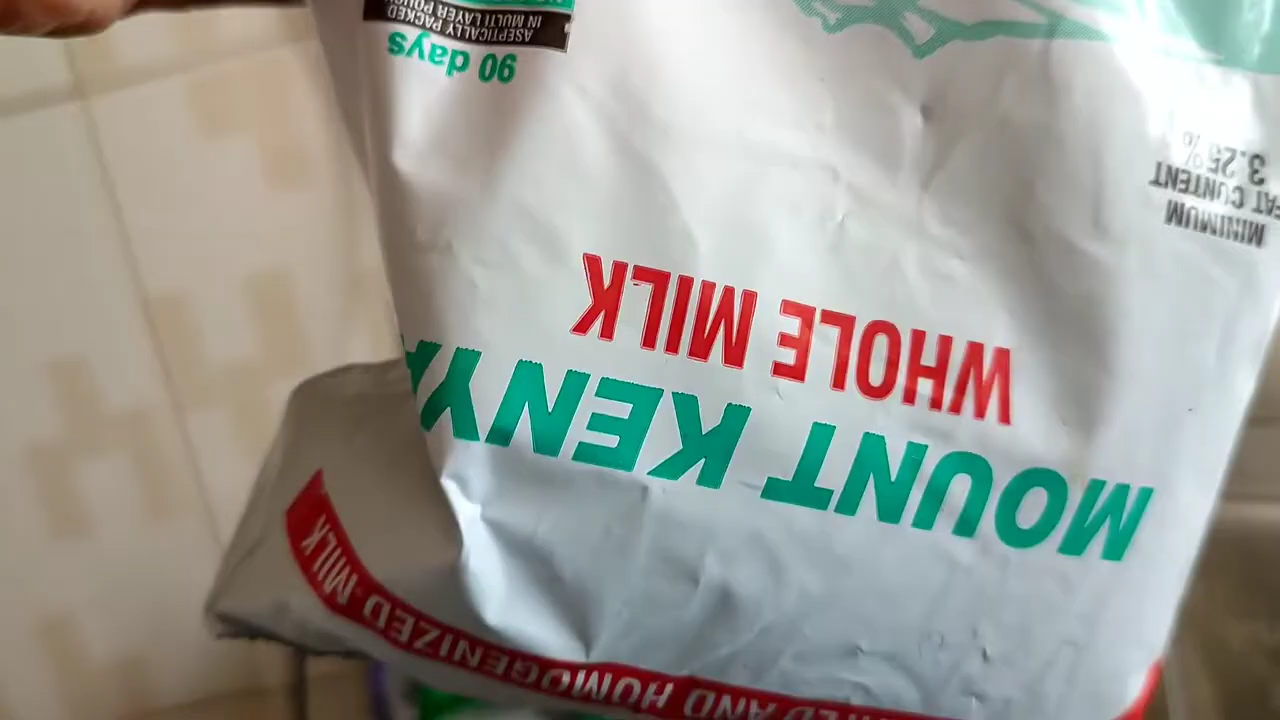 AND HOMOGENIZED MILK
MOUNT KENYA
WHOLE MILK
MINIMUM
FAT CONTENT
3.25%
90 days
ASEPTICALLY PACKED
IN MULTI LAYER POUCH